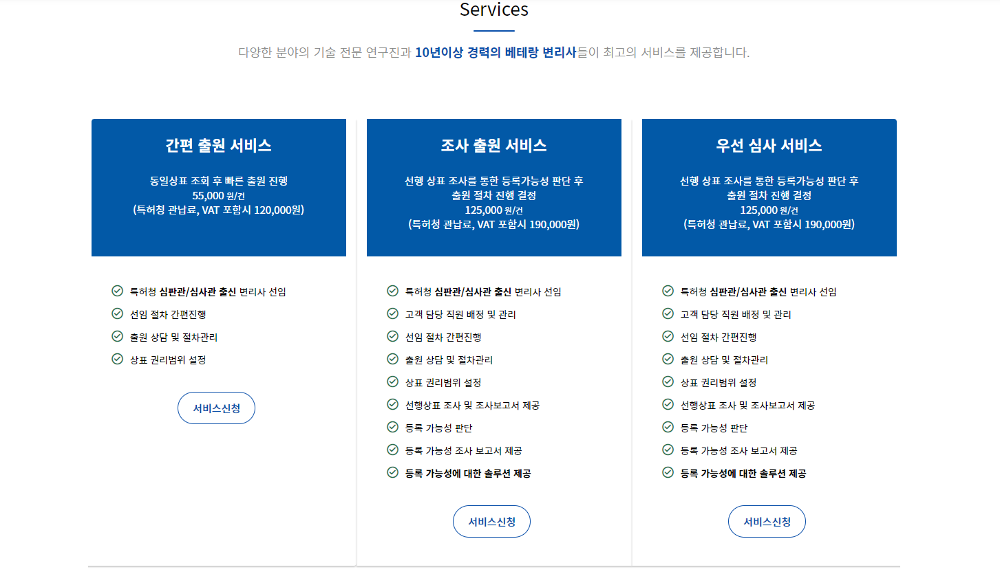 Services
다양한 분야의 기술 전문 연구진과 10년이상 경력의 베테랑 변리사들이 최고의 서비스를 제공합니다.
간편 출원 서비스
동일상표 조회 후 빠른 출원 진행
55,000 원/건
(특허청 관납료, VAT 포함시 120,000원)
특허청 심판관/심사관 출신 변리사 선임
선임 절차 간편진행
출원 상담 및 절차관리
상표 권리범위 설정
서비스신청
조사 출원 서비스
선행 상표 조사를 통한 등록가능성 판단 후
출원 절차 진행 결정
125,000 원/건
(특허청 관납료, VAT 포함시 190,000원)
특허청 심판관/심사관 출신 변리사 선임
고객 담당 직원 배정 및 관리
선임 절차 간편진행
출원 상담 및 절차관리
상표 권리범위 설정
선행상표 조사 및 조사보고서 제공
등록 가능성 판단
등록 가능성 조사 보고서 제공
등록 가능성에 대한 솔루션 제공
서비스신청
우선 심사 서비스
선행 상표 조사를 통한 등록가능성 판단 후
출원 절차 진행 결정
125,000 원/건
(특허청 관납료, VAT 포함시 190,000원)
특허청 심판관/심사관 출신 변리사 선임
고객 담당 직원 배정 및 관리
선임 절차 간편진행
출원 상담 및 절차관리
상표 권리범위 설정
선행상표 조사 및 조사보고서 제공
등록 가능성 판단
등록 가능성 조사 보고서 제공
등록 가능성에 대한 솔루션 제공
서비스신청